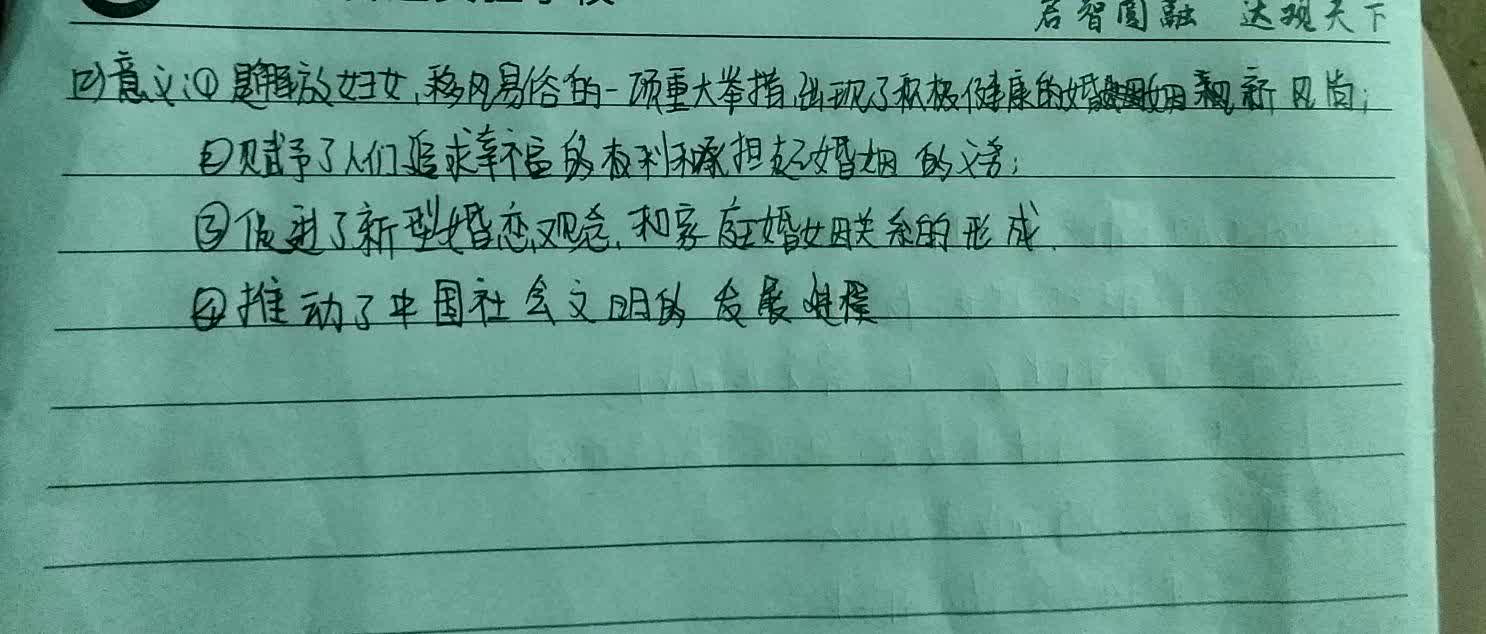 君智圆融 达观天下
(2)意义:①是解放妇女,移风易俗的一项重大举措,出现了积极健康的婚姻新风尚;
②赋予了人们追求幸福的权利和承担起婚姻的义务;
③促进了新型婚恋观念,和家庭婚姻关系的形成.
④推动了中国社会文明的发展进程